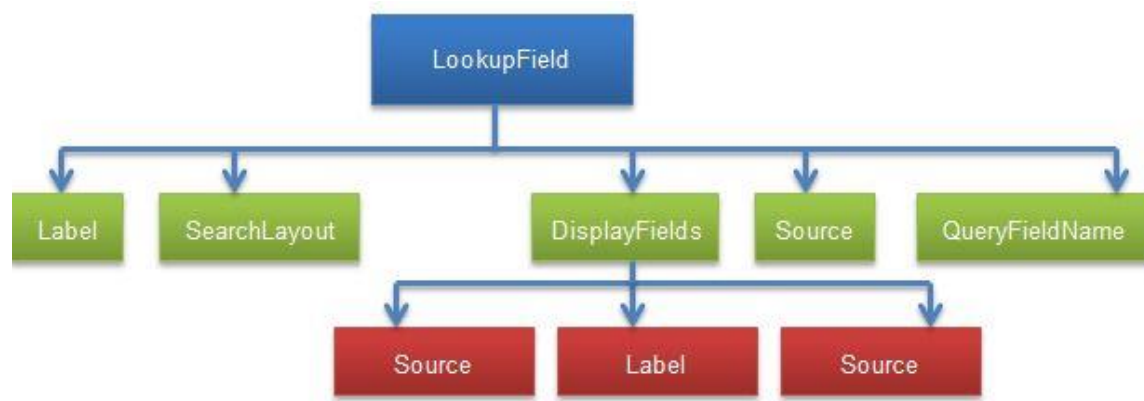 LookupField
Label
SearchLayout
DisplayFields
Source
QueryFieldName
Source
Label
Source